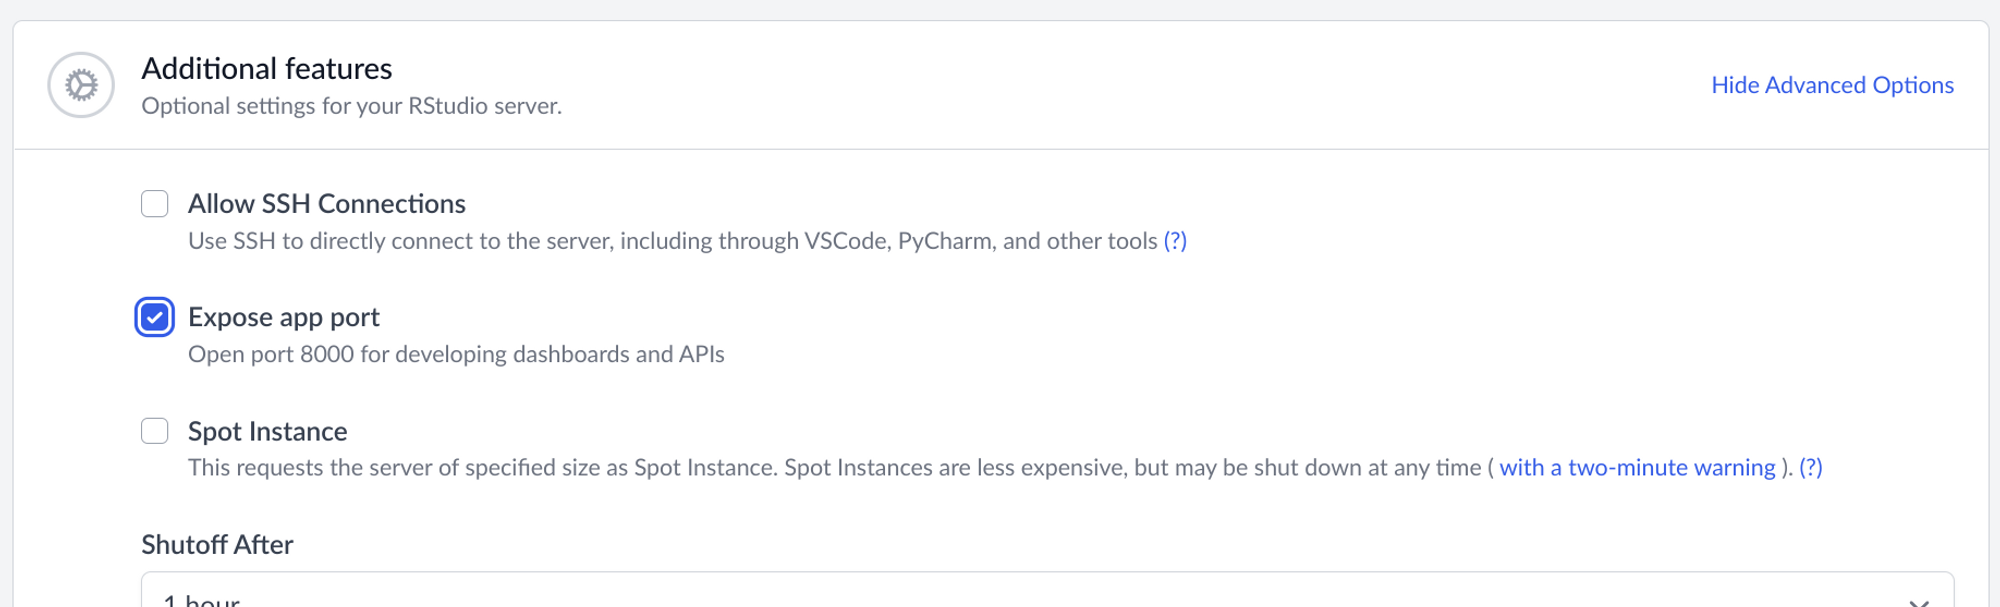 Additional features
Hide Advanced Options
Optional settings for your RStudio server.
Allow SSH Connections
Use SSH to directly connect to the server, including through VSCode, PyCharm, and other tools (?)
Expose app port
Open port 8000 for developing dashboards and APIs
Spot Instance
This requests the server of specified size as Spot Instance. Spot Instances are less expensive, but may be shut down at any time ( with a two-minute warning ). (?)
Shutoff After
1 hour